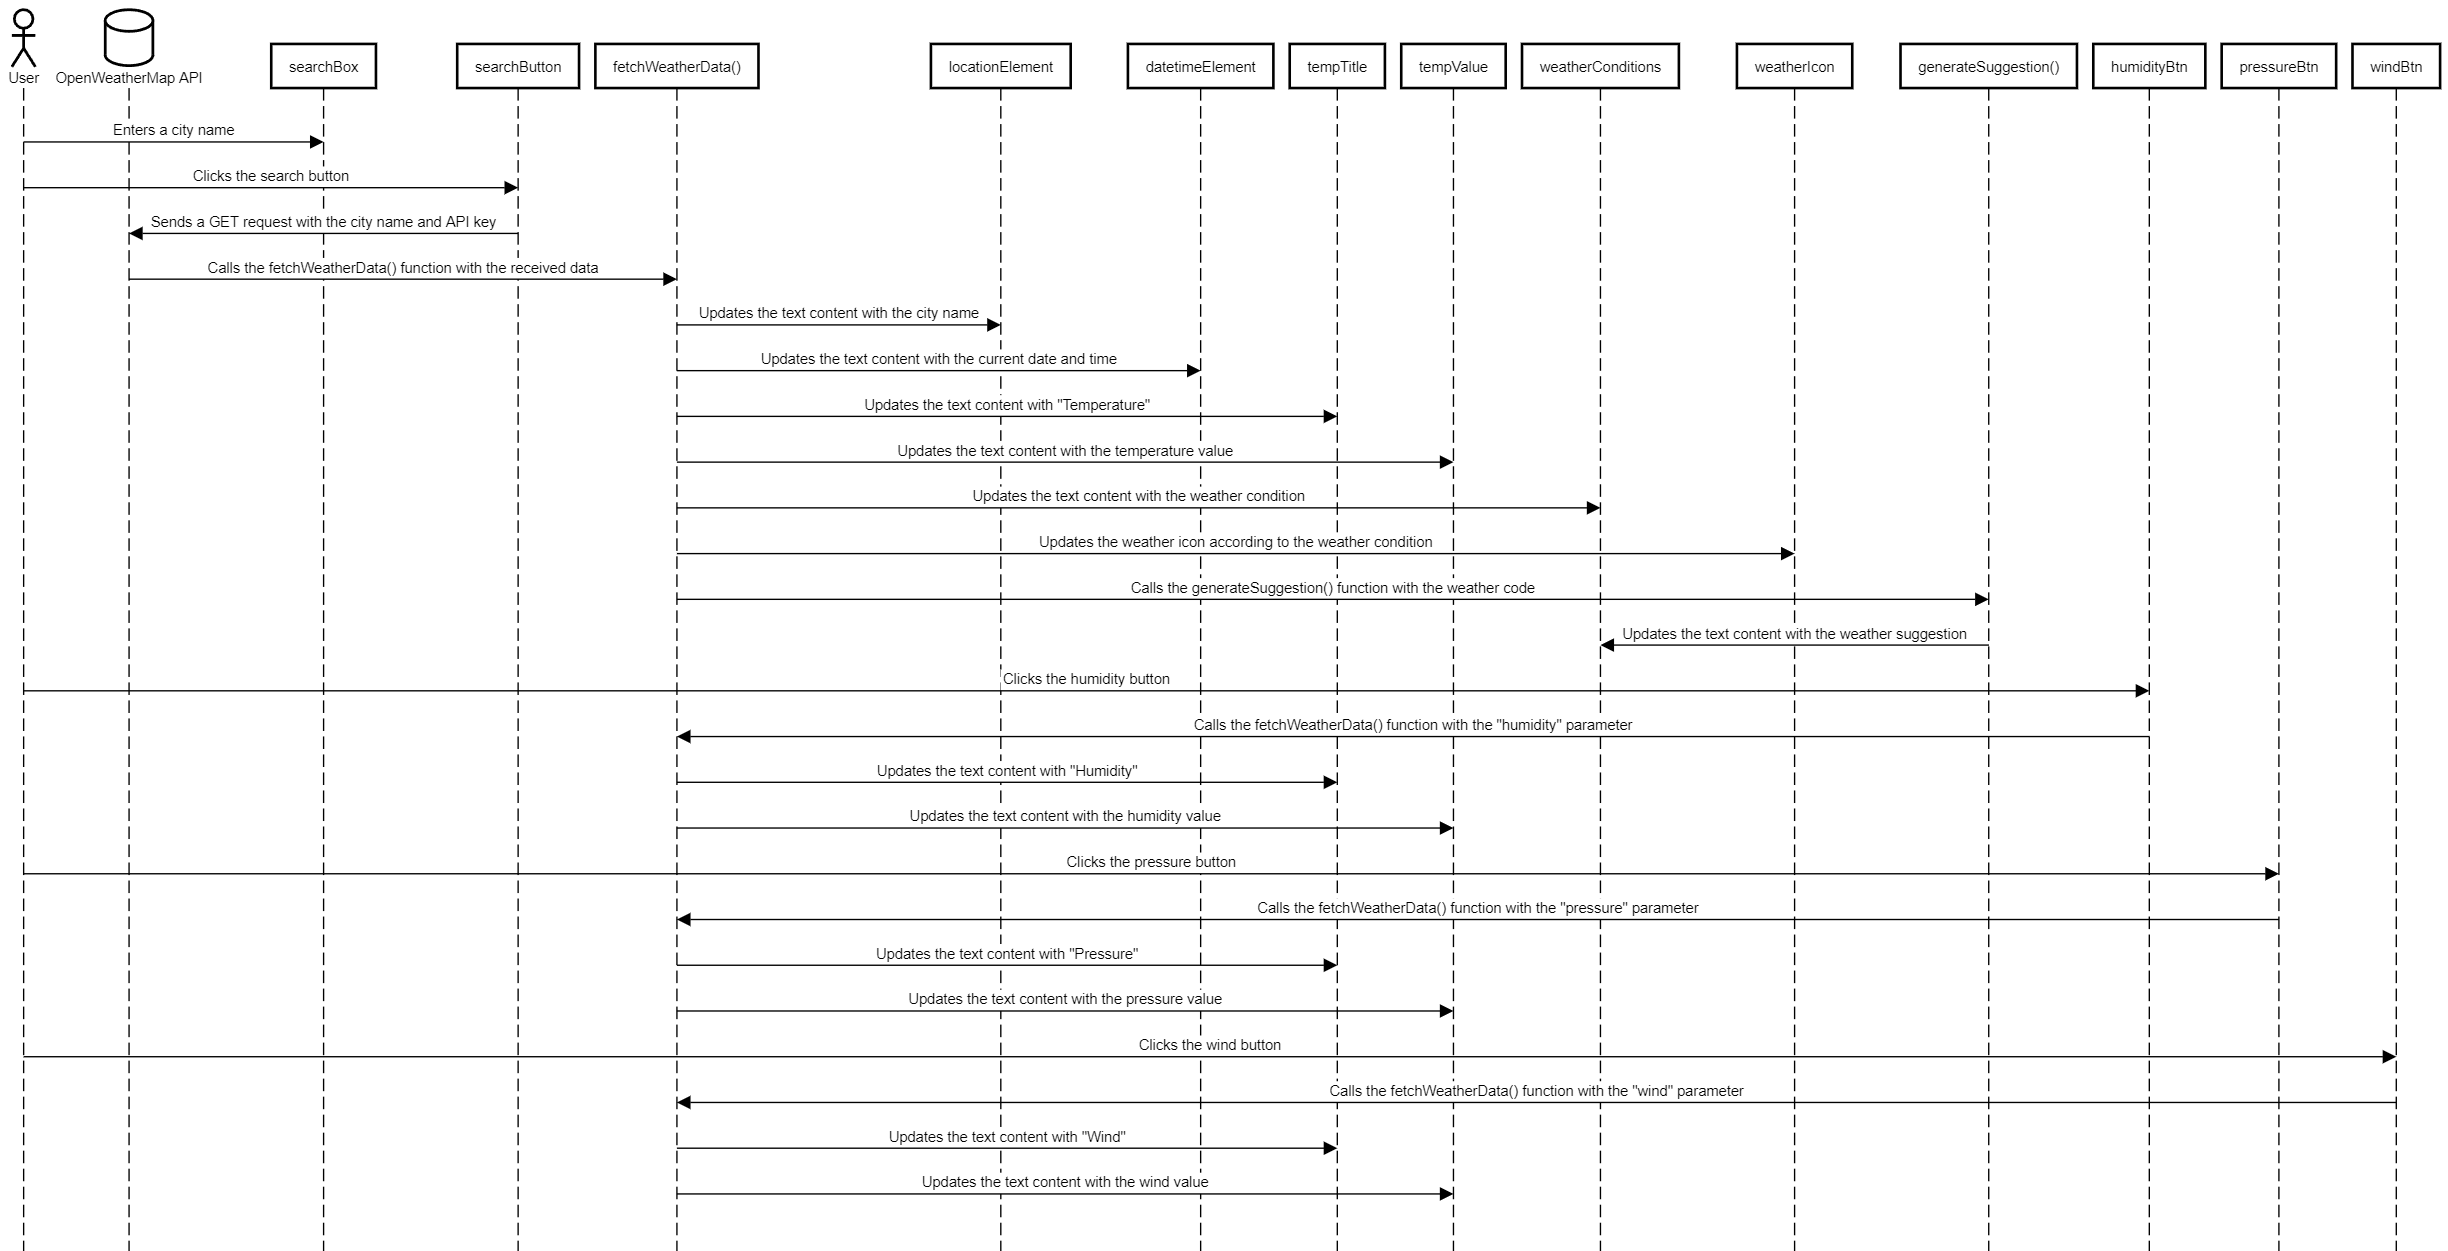 User
OpenWeatherMap API
searchBox
searchButton
fetchWeatherData()
locationElement
datetimeElement
tempTitle
tempValue
weatherConditions
weatherIcon
generateSuggestion()
humidityBtn
pressureBtn
windBtn
Enters a city name
Clicks the search button
Sends a GET request with the city name and API key
Calls the fetchWeatherData() function with the received data
Updates the text content with the city name
Updates the text content with the current date and time
Updates the text content with "Temperature"
Updates the text content with the temperature value
Updates the text content with the weather condition
Updates the weather icon according to the weather condition
Calls the generateSuggestion() function with the weather code
Updates the text content with the weather suggestion
Clicks the humidity button
Calls the fetchWeatherData() function with the "humidity" parameter
Updates the text content with "Humidity"
Updates the text content with the humidity value
Clicks the pressure button
Calls the fetchWeatherData() function with the "pressure" parameter
Updates the text content with "Pressure"
Updates the text content with the pressure value
Clicks the wind button
Calls the fetchWeatherData() function with the "wind" parameter
Updates the text content with "Wind"
Updates the text content with the wind value